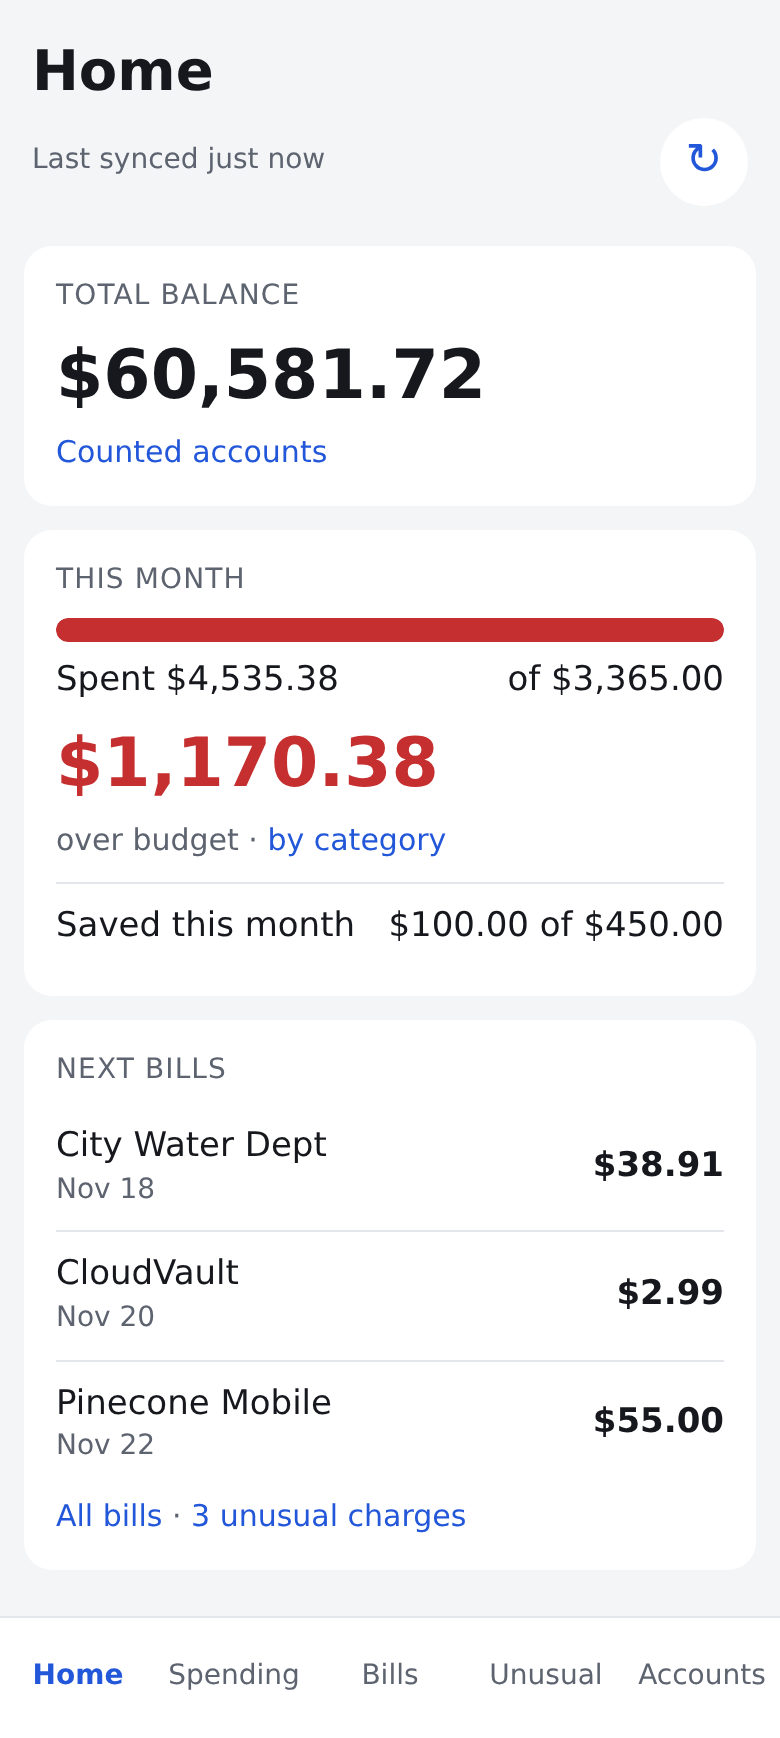 Home
Last synced just now
↻
TOTAL BALANCE
$60,581.72
Counted accounts
THIS MONTH
Spent $4,535.38 of $3,365.00
$1,170.38
over budget · by category
Saved this month $100.00 of $450.00
NEXT BILLS
City Water Dept
Nov 18
$38.91
CloudVault
Nov 20
$2.99
Pinecone Mobile
Nov 22
$55.00
All bills · 3 unusual charges
Home Spending Bills Unusual Accounts